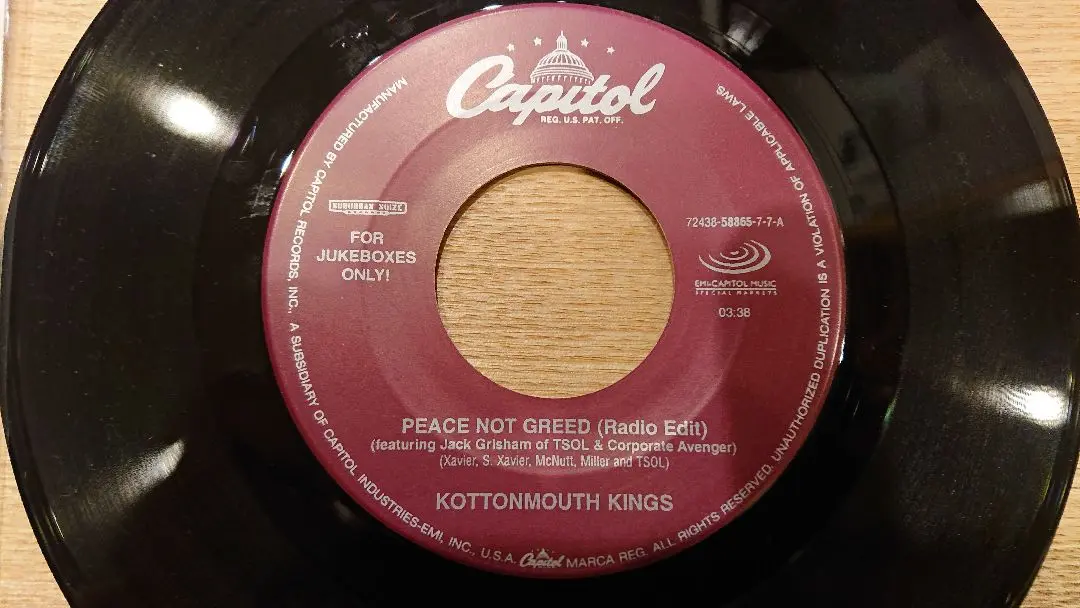 Capitol
REG. U.S. PAT. OFF.
SUBURBAN NOIZE
RECORDS
FOR
JUKEBOXES
ONLY!
72438-58865-7-7-A
EMI-CAPITOL MUSIC
SPECIAL MARKETS
03:38
PEACE NOT GREED (Radio Edit)
(featuring Jack Grisham of TSOL & Corporate Avenger)
(Xavier, S. Xavier, McNutt, Miller and TSOL)
KOTTONMOUTH KINGS
MANUFACTURED BY CAPITOL RECORDS, INC., A SUBSIDIARY OF CAPITOL INDUSTRIES-EMI, INC., U.S.A. Capitol MARCA REG. ALL RIGHTS RESERVED. UNAUTHORIZED DUPLICATION IS A VIOLATION OF APPLICABLE LAWS